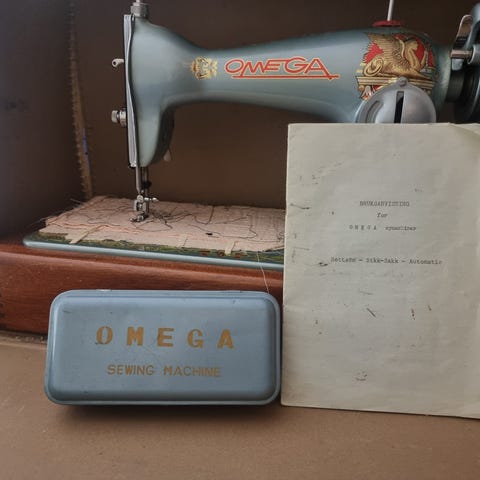 OMEGA
BRUKSANVISNING
for
OMEGA symaskiner
Rettsøm - Sikk-Sakk - Automatic
OMEGA
SEWING MACHINE